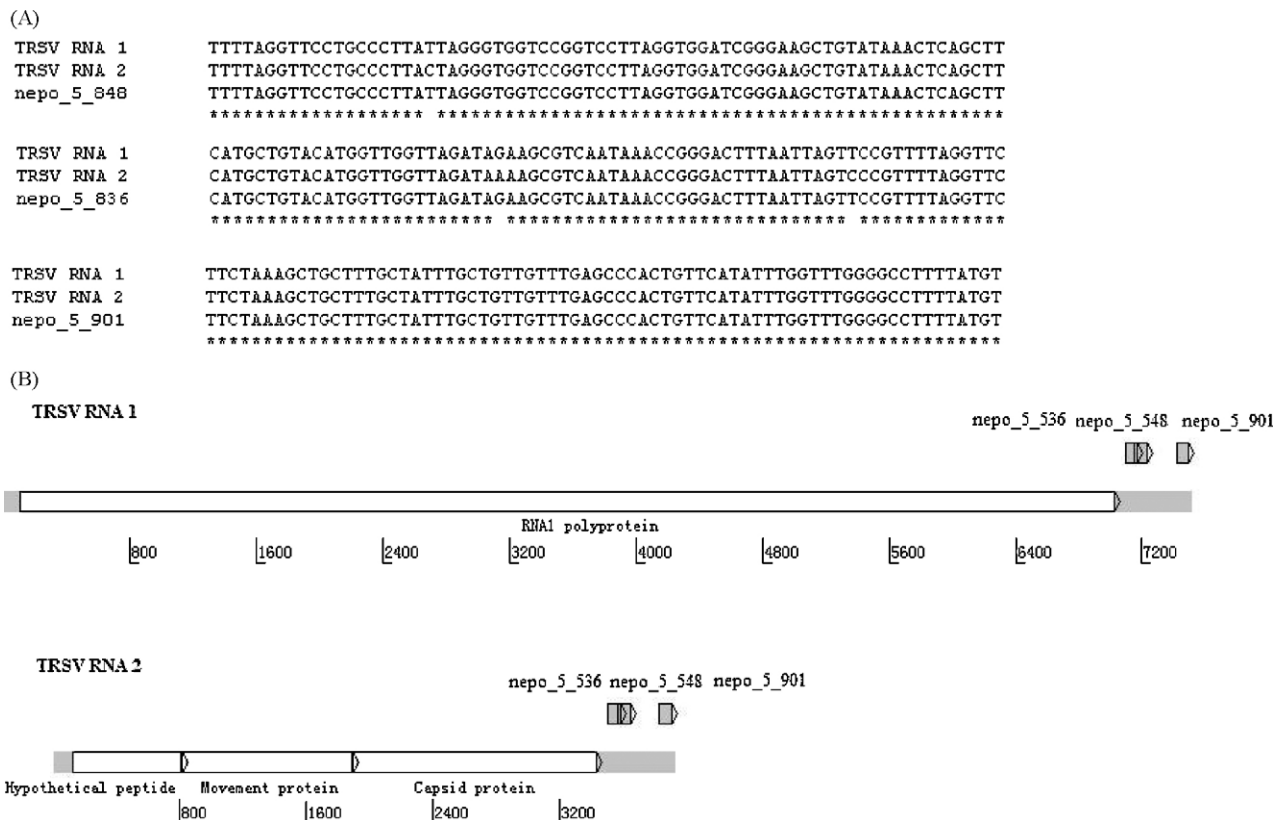 (A)
TRSV RNA 1 TTTTAGGTTCCTGCCCTTATTAGGGTGGTCCGGTCCTTAGGTGGATCGGGAAGCTGTATAAACTCAGCTT
TRSV RNA 2 TTTTAGGTTCCTGCCCTTACTAGGGTGGTCCGGTCCTTAGGTGGATCGGGAAGCTGTATAAACTCAGCTT
nepo_5_848 TTTTAGGTTCCTGCCCTTATTAGGGTGGTCCGGTCCTTAGGTGGATCGGGAAGCTGTATAAACTCAGCTT
******************* **************************************************
TRSV RNA 1 CATGCTGTACATGGTTGGTTAGATAGAAGCGTCAATAAACCGGGACTTTAATTAGTTCCGTTTTAGGTTC
TRSV RNA 2 CATGCTGTACATGGTTGGTTAGATAAAAGCGTCAATAAACCGGGACTTTAATTAGTCCCGTTTTAGGTTC
nepo_5_836 CATGCTGTACATGGTTGGTTAGATAGAAGCGTCAATAAACCGGGACTTTAATTAGTTCCGTTTTAGGTTC
************************* ****************************** *************
TRSV RNA 1 TTCTAAAGCTGCTTTGCTATTTGCTGTTGTTTGAGCCCACTGTTCATATTTGGTTTGGGGCCTTTTATGT
TRSV RNA 2 TTCTAAAGCTGCTTTGCTATTTGCTGTTGTTTGAGCCCACTGTTCATATTTGGTTTGGGGCCTTTTATGT
nepo_5_901 TTCTAAAGCTGCTTTGCTATTTGCTGTTGTTTGAGCCCACTGTTCATATTTGGTTTGGGGCCTTTTATGT
**********************************************************************
(B)
TRSV RNA 1
nepo_5_536 nepo_5_548 nepo_5_901
RNA1 polyprotein
800 1600 2400 3200 4000 4800 5600 6400 7200
TRSV RNA 2
nepo_5_536 nepo_5_548 nepo_5_901
Hypothetical peptide Movement protein Capsid protein
800 1600 2400 3200